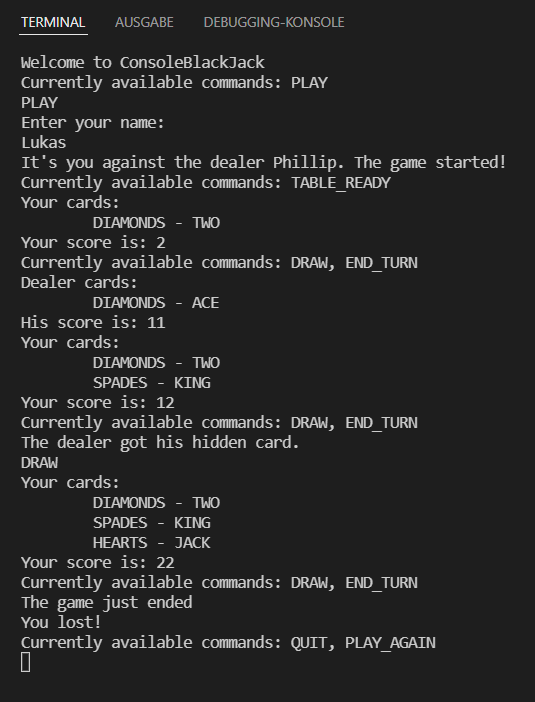 TERMINAL AUSGABE DEBUGGING-KONSOLE
Welcome to ConsoleBlackJack
Currently available commands: PLAY
PLAY
Enter your name:
Lukas
It's you against the dealer Phillip. The game started!
Currently available commands: TABLE_READY
Your cards:
DIAMONDS - TWO
Your score is: 2
Currently available commands: DRAW, END_TURN
Dealer cards:
DIAMONDS - ACE
His score is: 11
Your cards:
DIAMONDS - TWO
SPADES - KING
Your score is: 12
Currently available commands: DRAW, END_TURN
The dealer got his hidden card.
DRAW
Your cards:
DIAMONDS - TWO
SPADES - KING
HEARTS - JACK
Your score is: 22
Currently available commands: DRAW, END_TURN
The game just ended
You lost!
Currently available commands: QUIT, PLAY_AGAIN